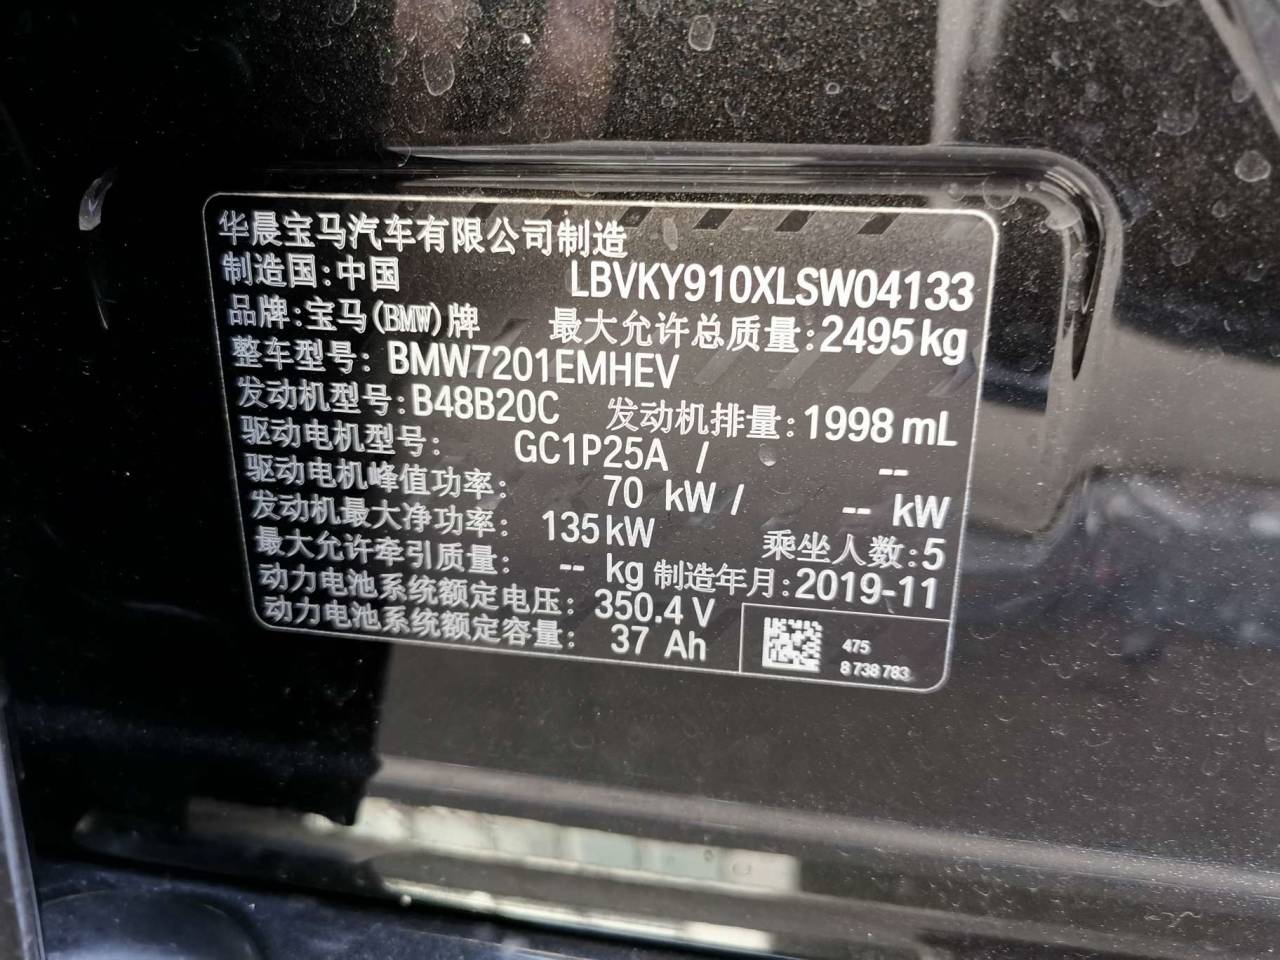 华晨宝马汽车有限公司制造
制造国:中国 LBVKY910XLSW04133
品牌:宝马(BMW)牌 最大允许总质量:2495kg
整车型号: BMW7201EMHEV
发动机型号:B48B20C 发动机排量:1998 mL
驱动电机型号: GC1P25A / --
驱动电机峰值功率: 70 kW / -- kW
发动机最大净功率: 135kW 乘坐人数:5
最大允许牵引质量: -- kg 制造年月:2019-11
动力电池系统额定电压: 350.4 V
动力电池系统额定容量: 37 Ah
475
8 738 783